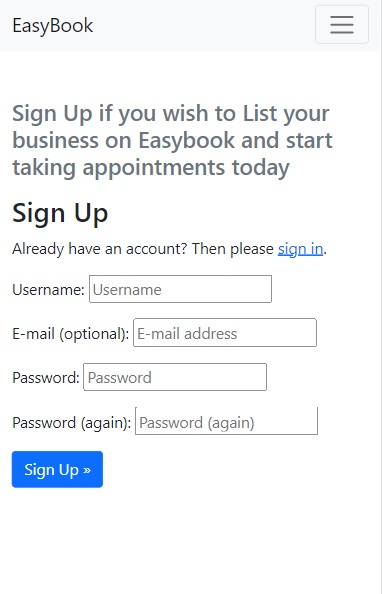 EasyBook
Sign Up if you wish to List your
business on Easybook and start
taking appointments today
Sign Up
Already have an account? Then please sign in.
Username: Username
E-mail (optional): E-mail address
Password: Password
Password (again): Password (again)
Sign Up »